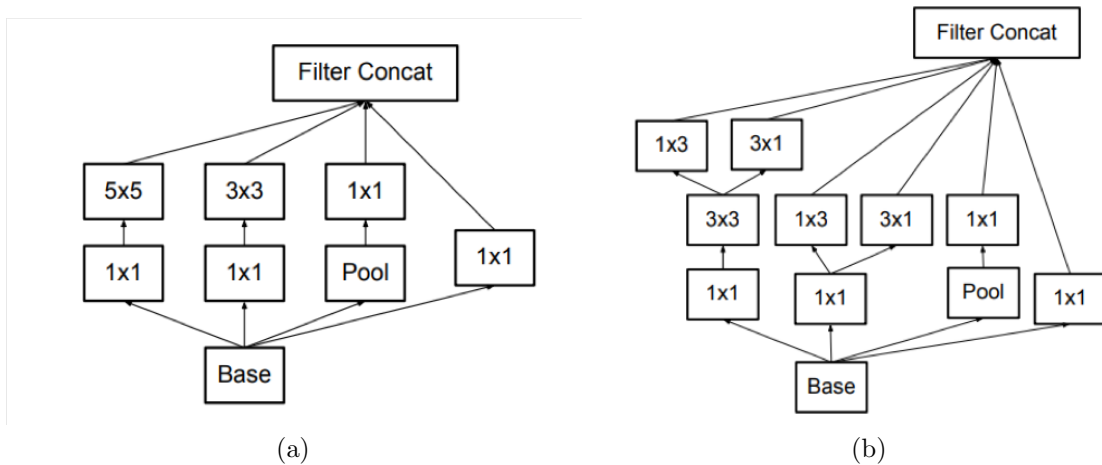 Filter Concat
5x5
3x3
1x1
1x1
1x1
Pool
1x1
Base
(a)
Filter Concat
1x3
3x1
3x3
1x3
3x1
1x1
1x1
1x1
Pool
1x1
Base
(b)